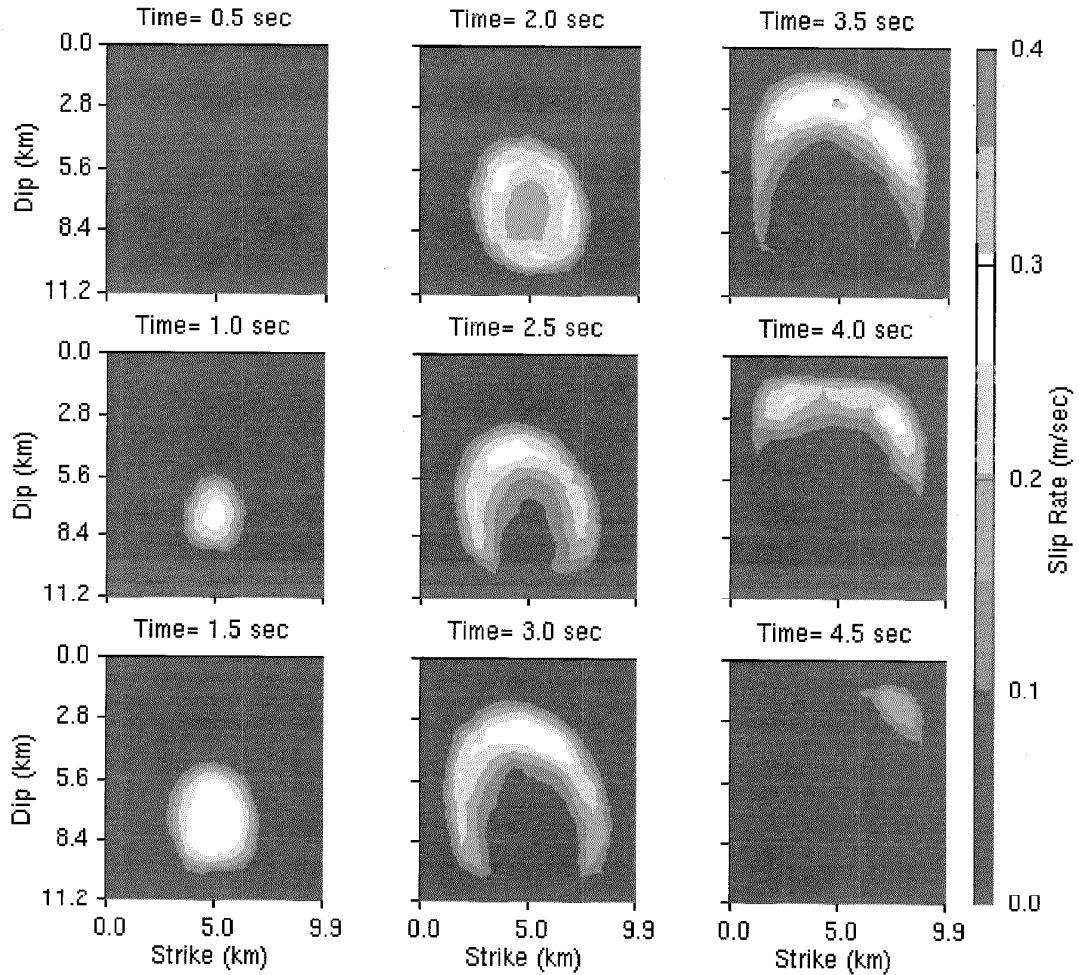 Time= 0.5 sec
Time= 2.0 sec
Time= 3.5 sec
0.0
2.8
5.6
8.4
11.2
Dip (km)
0.4
0.3
0.2
0.1
0.0
Slip Rate (m/sec)
Time= 1.0 sec
Time= 2.5 sec
Time= 4.0 sec
0.0
2.8
5.6
8.4
11.2
Dip (km)
Time= 1.5 sec
Time= 3.0 sec
Time= 4.5 sec
0.0
2.8
5.6
8.4
11.2
Dip (km)
0.0 5.0 9.9
Strike (km)
0.0 5.0 9.9
Strike (km)
0.0 5.0 9.9
Strike (km)